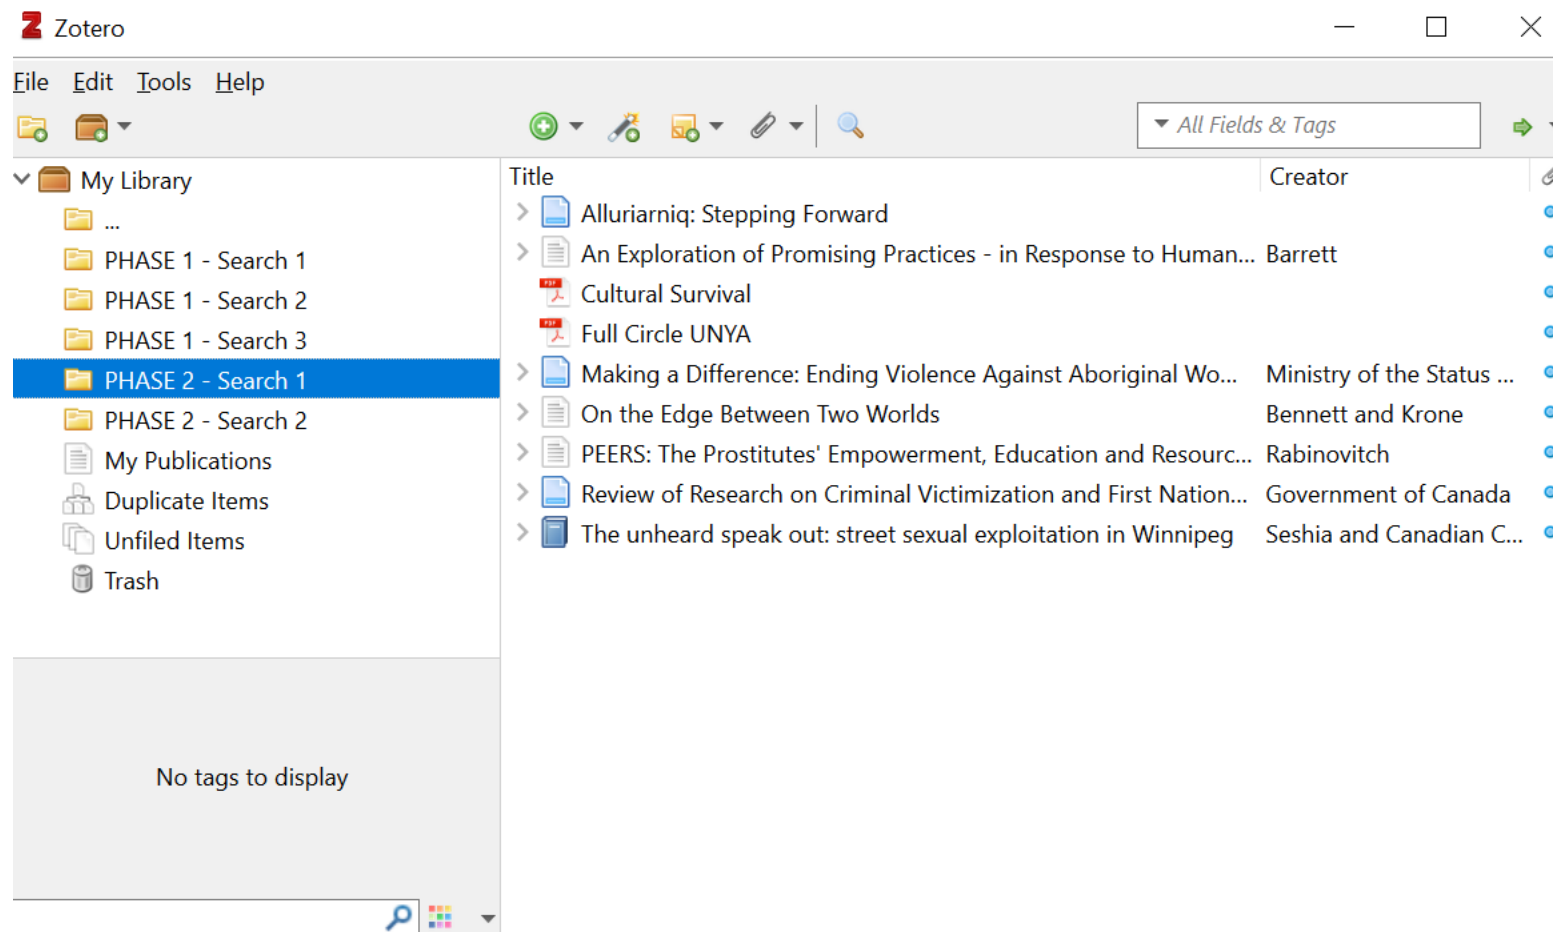 Zotero
File Edit Tools Help
All Fields & Tags
My Library
...
PHASE 1 - Search 1
PHASE 1 - Search 2
PHASE 1 - Search 3
PHASE 2 - Search 1
PHASE 2 - Search 2
My Publications
Duplicate Items
Unfiled Items
Trash
No tags to display
Title Creator
Alluriarniq: Stepping Forward
An Exploration of Promising Practices - in Response to Human... Barrett
Cultural Survival
Full Circle UNYA
Making a Difference: Ending Violence Against Aboriginal Wo... Ministry of the Status ...
On the Edge Between Two Worlds Bennett and Krone
PEERS: The Prostitutes' Empowerment, Education and Resourc... Rabinovitch
Review of Research on Criminal Victimization and First Nation... Government of Canada
The unheard speak out: street sexual exploitation in Winnipeg Seshia and Canadian C...